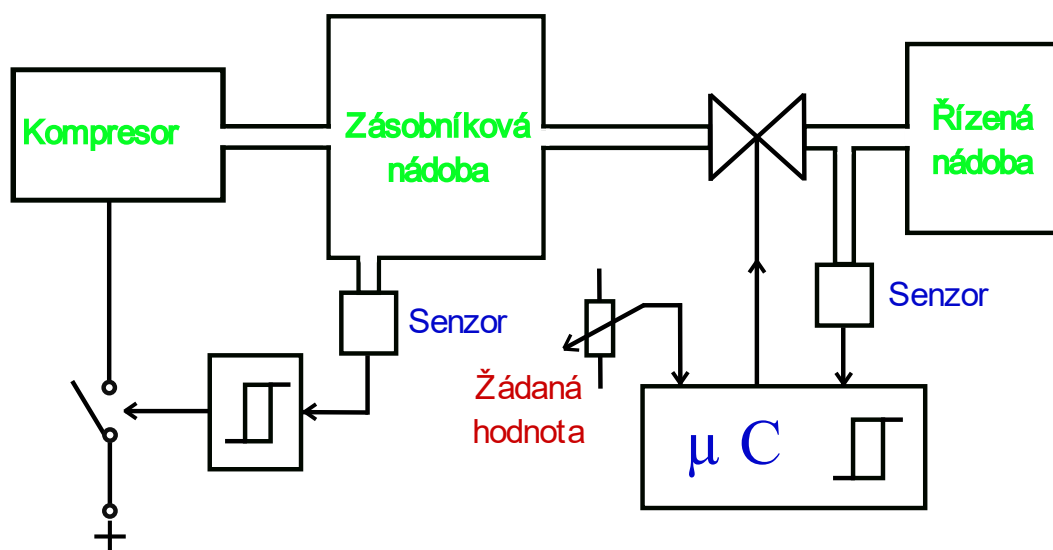 Kompresor
Zásobníková
nádoba
Řízená
nádoba
Senzor
Senzor
Žádaná
hodnota
μ C